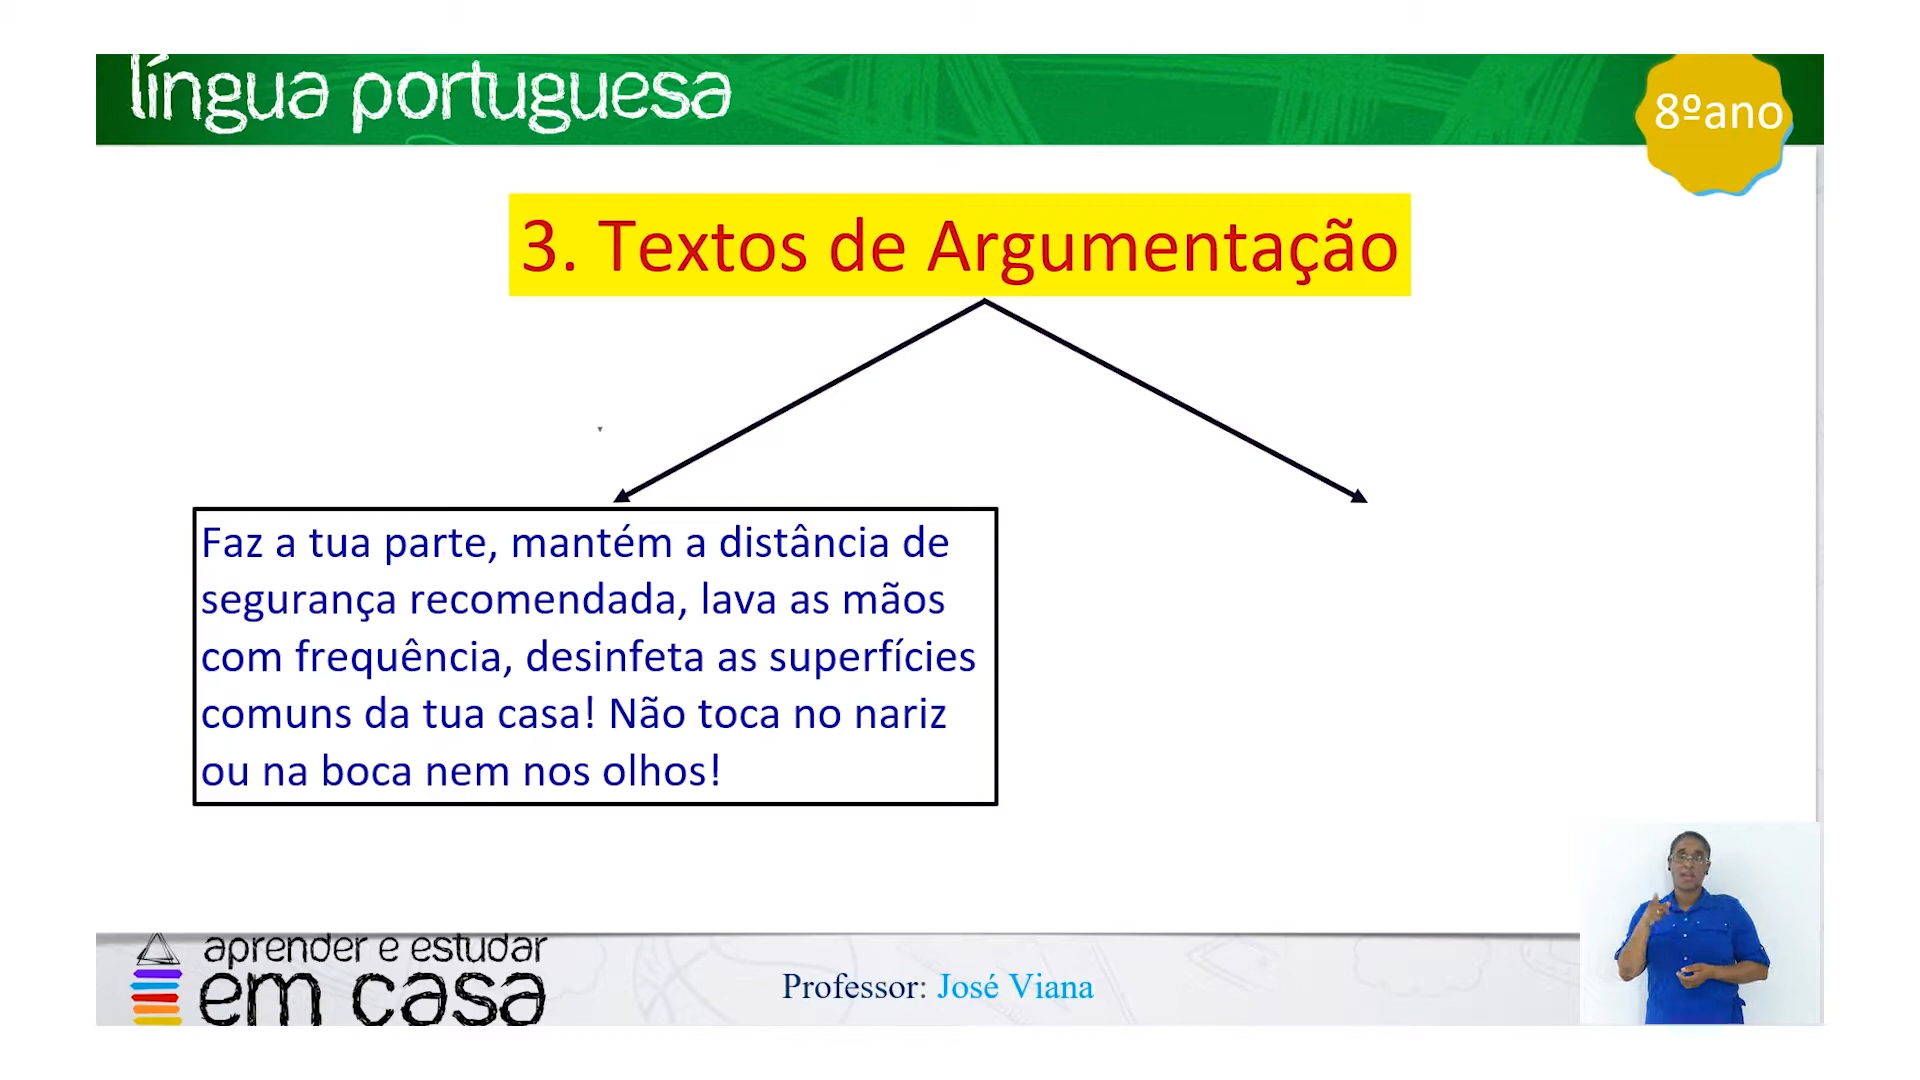 língua portuguesa
8ºano
3. Textos de Argumentação
Faz a tua parte, mantém a distância de
segurança recomendada, lava as mãos
com frequência, desinfeta as superfícies
comuns da tua casa! Não toca no nariz
ou na boca nem nos olhos!
aprender e estudar
em casa
Professor: José Viana